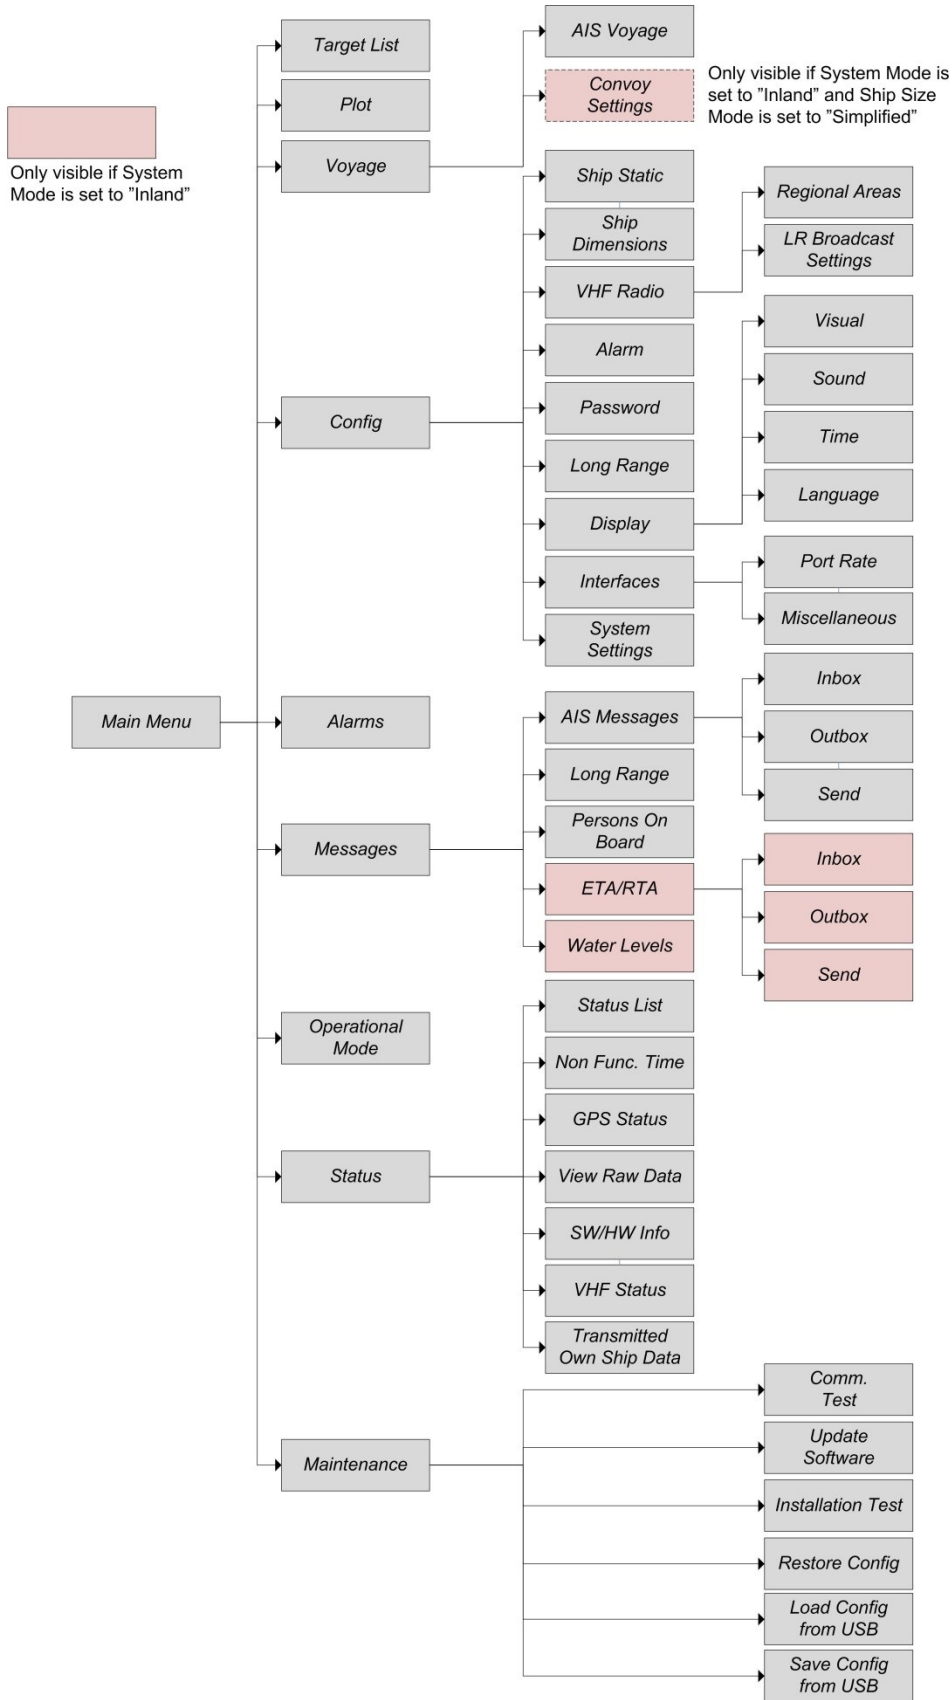 Target List
Plot
Voyage
Only visible if System
Mode is set to ”Inland”
AIS Voyage
Convoy
Settings
Only visible if System Mode is
set to ”Inland” and Ship Size
Mode is set to ”Simplified”
Ship Static
Ship
Dimensions
VHF Radio
Alarm
Password
Long Range
Display
Interfaces
System
Settings
Regional Areas
LR Broadcast
Settings
Visual
Sound
Time
Language
Port Rate
Miscellaneous
Config
Main Menu
Alarms
Messages
AIS Messages
Long Range
Persons On
Board
ETA/RTA
Water Levels
Inbox
Outbox
Send
Inbox
Outbox
Send
Operational
Mode
Status
Status List
Non Func. Time
GPS Status
View Raw Data
SW/HW Info
VHF Status
Transmitted
Own Ship Data
Maintenance
Comm.
Test
Update
Software
Installation Test
Restore Config
Load Config
from USB
Save Config
from USB